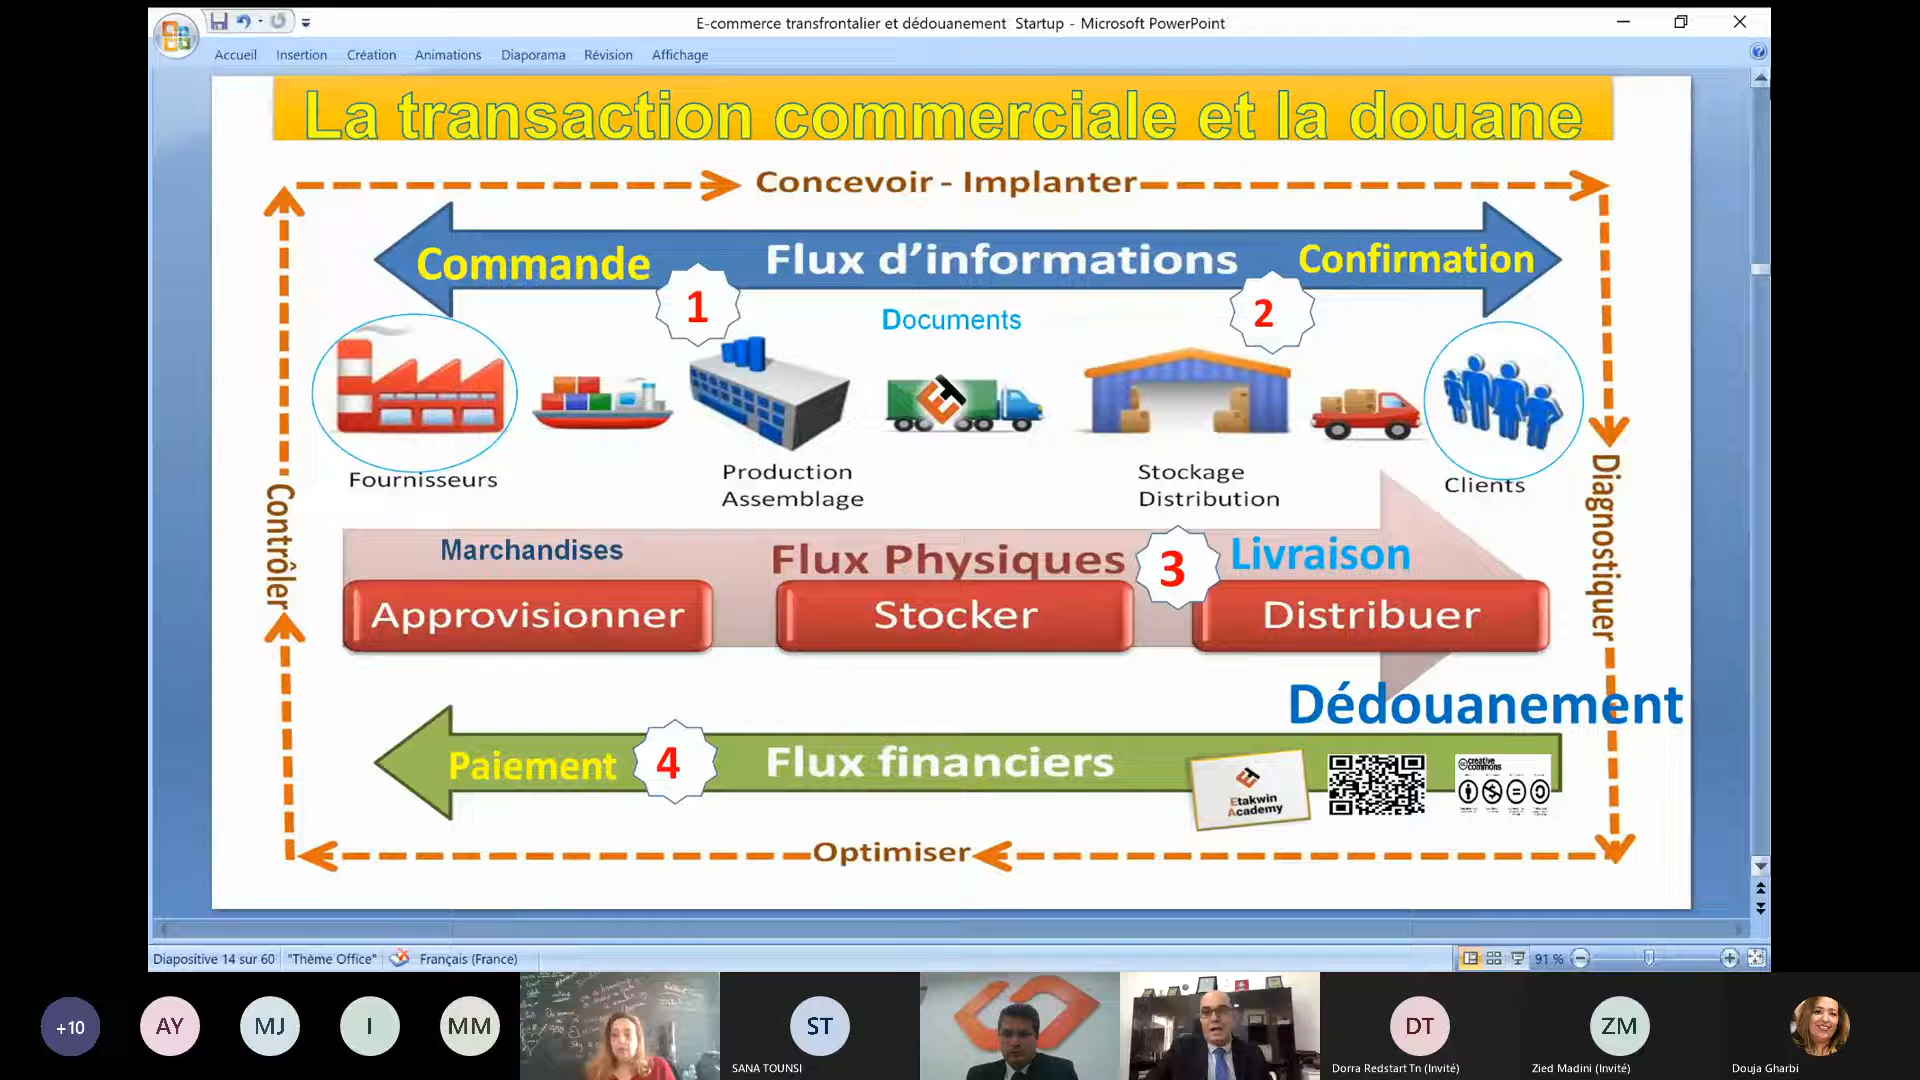 E-commerce transfrontalier et dédouanement Startup - Microsoft PowerPoint
Accueil Insertion Création Animations Diaporama Révision Affichage
La transaction commerciale et la douane
Concevoir - Implanter
Commande Flux d'informations Confirmation
1
2
Documents
Fournisseurs
Production
Assemblage
Stockage
Distribution
Clients
Contrôler
Diagnostiquer
Marchandises Flux Physiques 3 Livraison
Approvisionner Stocker Distribuer
Dédouanement
Paiement 4 Flux financiers
Etakwin
Academy
creative
commons
Optimiser
Diapositive 14 sur 60 "Thème Office" Français (France) 91 %
+10 AY MJ I MM ST DT ZM
SANA TOUNSI Dorra Redstart Tn (Invité) Zied Madini (Invité) Douja Gharbi